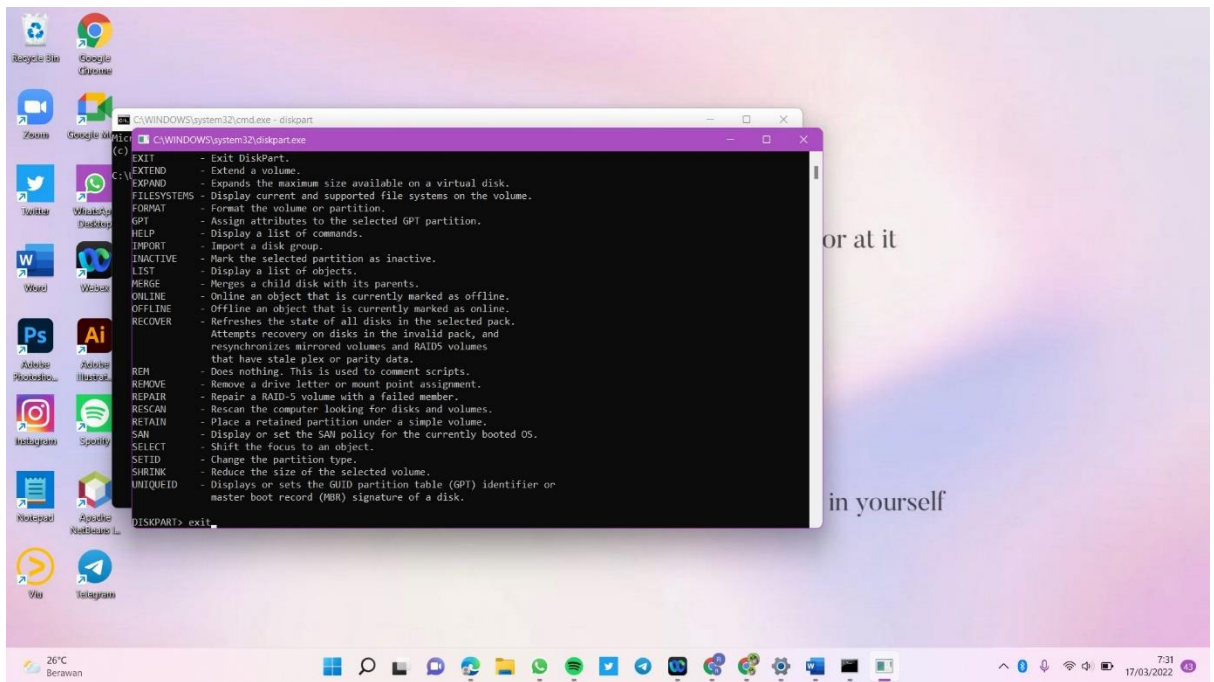 Recycle Bin
Google Chrome
Zoom
Google M
Twitter
WhatsAp
Desktop
Word
Webex
Adobe Photosho...
Adobe Illustrat...
Instagram
Spotify
Notepad
Apache NetBeans I...
Viu
Telegram
C:\WINDOWS\system32\cmd.exe - diskpart
Micr
(c)
C:\U
C:\WINDOWS\system32\diskpart.exe
EXIT - Exit DiskPart.
EXTEND - Extend a volume.
EXPAND - Expands the maximum size available on a virtual disk.
FILESYSTEMS - Display current and supported file systems on the volume.
FORMAT - Format the volume or partition.
GPT - Assign attributes to the selected GPT partition.
HELP - Display a list of commands.
IMPORT - Import a disk group.
INACTIVE - Mark the selected partition as inactive.
LIST - Display a list of objects.
MERGE - Merges a child disk with its parents.
ONLINE - Online an object that is currently marked as offline.
OFFLINE - Offline an object that is currently marked as online.
RECOVER - Refreshes the state of all disks in the selected pack.
Attempts recovery on disks in the invalid pack, and
resynchronizes mirrored volumes and RAID5 volumes
that have stale plex or parity data.
REM - Does nothing. This is used to comment scripts.
REMOVE - Remove a drive letter or mount point assignment.
REPAIR - Repair a RAID-5 volume with a failed member.
RESCAN - Rescan the computer looking for disks and volumes.
RETAIN - Place a retained partition under a simple volume.
SAN - Display or set the SAN policy for the currently booted OS.
SELECT - Shift the focus to an object.
SETID - Change the partition type.
SHRINK - Reduce the size of the selected volume.
UNIQUEID - Displays or sets the GUID partition table (GPT) identifier or
master boot record (MBR) signature of a disk.
DISKPART> exit
or at it
in yourself
26°C
Berawan
7:31
17/03/2022
43